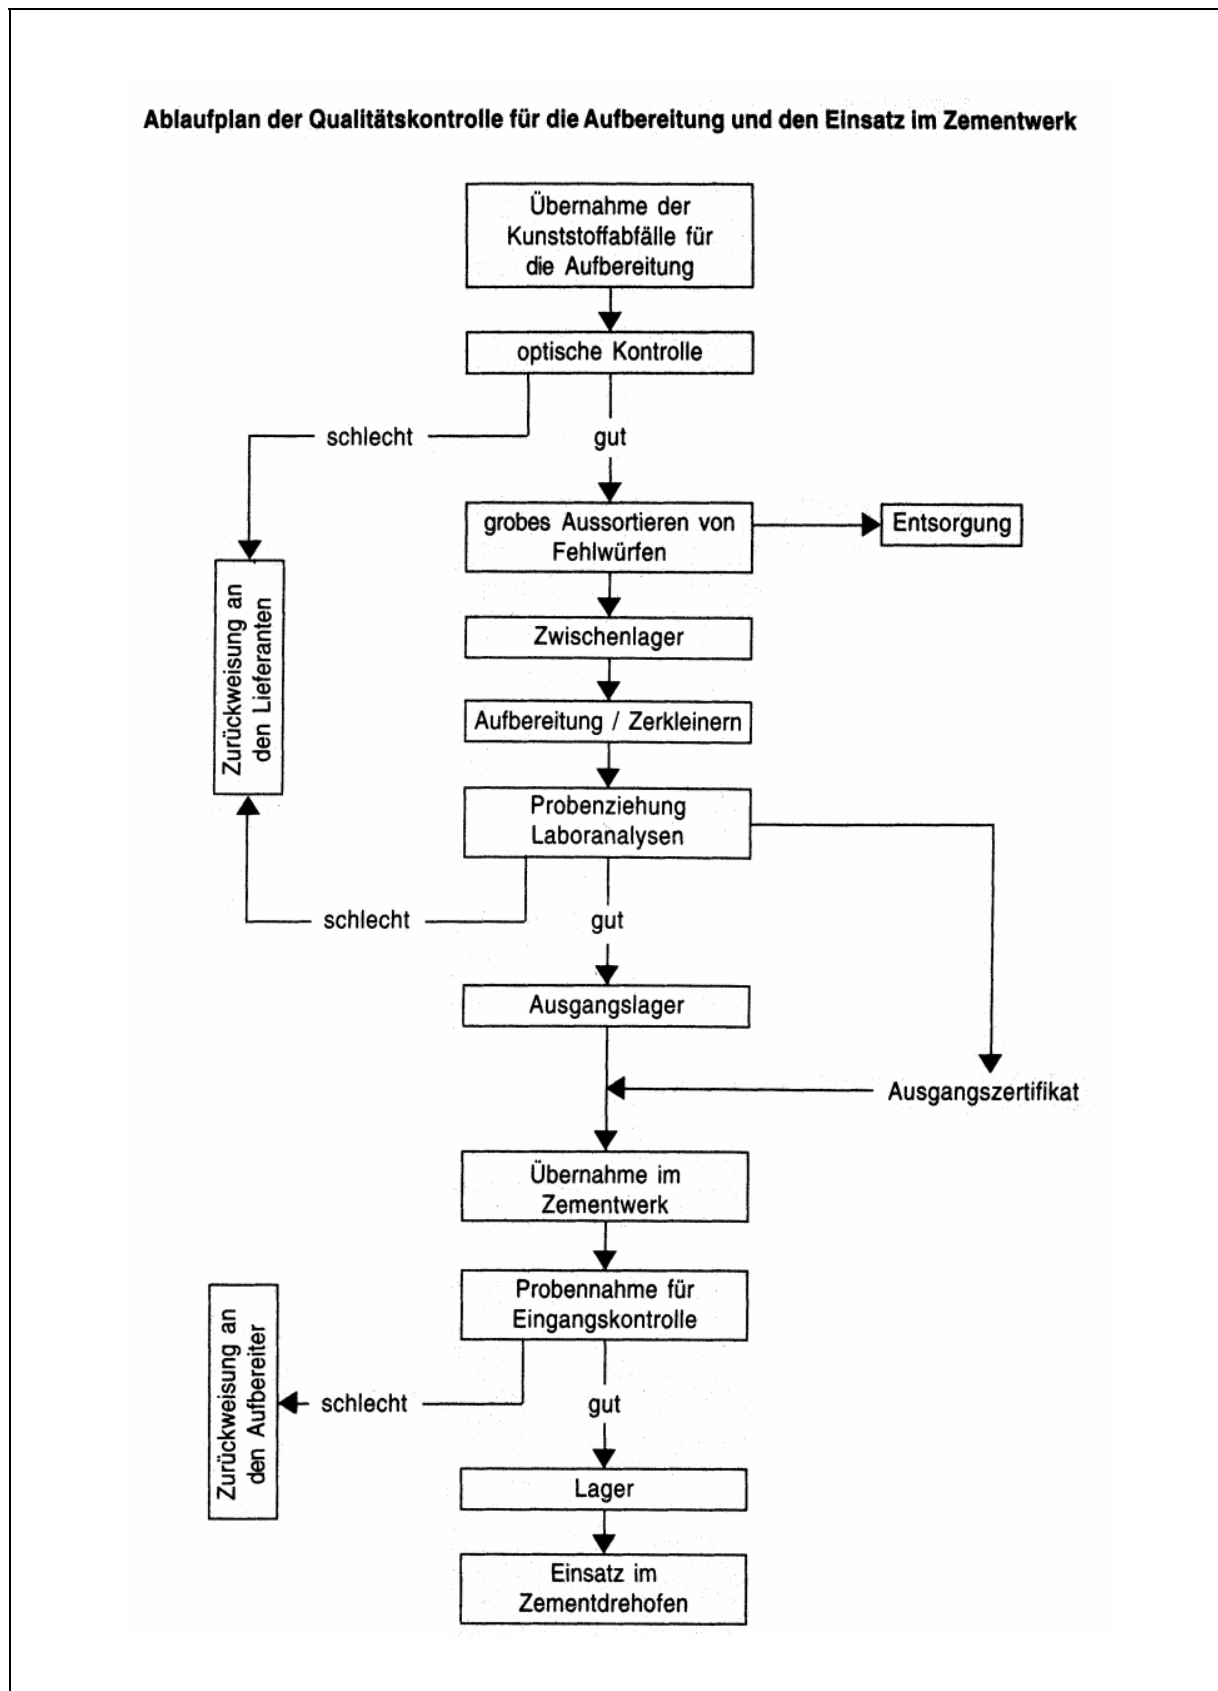 Ablaufplan der Qualitätskontrolle für die Aufbereitung und den Einsatz im Zementwerk
Übernahme der
Kunststoffabfälle für
die Aufbereitung
optische Kontrolle
schlecht
gut
grobes Aussortieren von
Fehlwürfen
Entsorgung
Zurückweisung an
den Lieferanten
Zwischenlager
Aufbereitung / Zerkleinern
Probenziehung
Laboranalysen
schlecht
gut
Ausgangslager
Ausgangszertifikat
Übernahme im
Zementwerk
Probennahme für
Eingangskontrolle
Zurückweisung an
den Aufbereiter
schlecht
gut
Lager
Einsatz im
Zementdrehofen